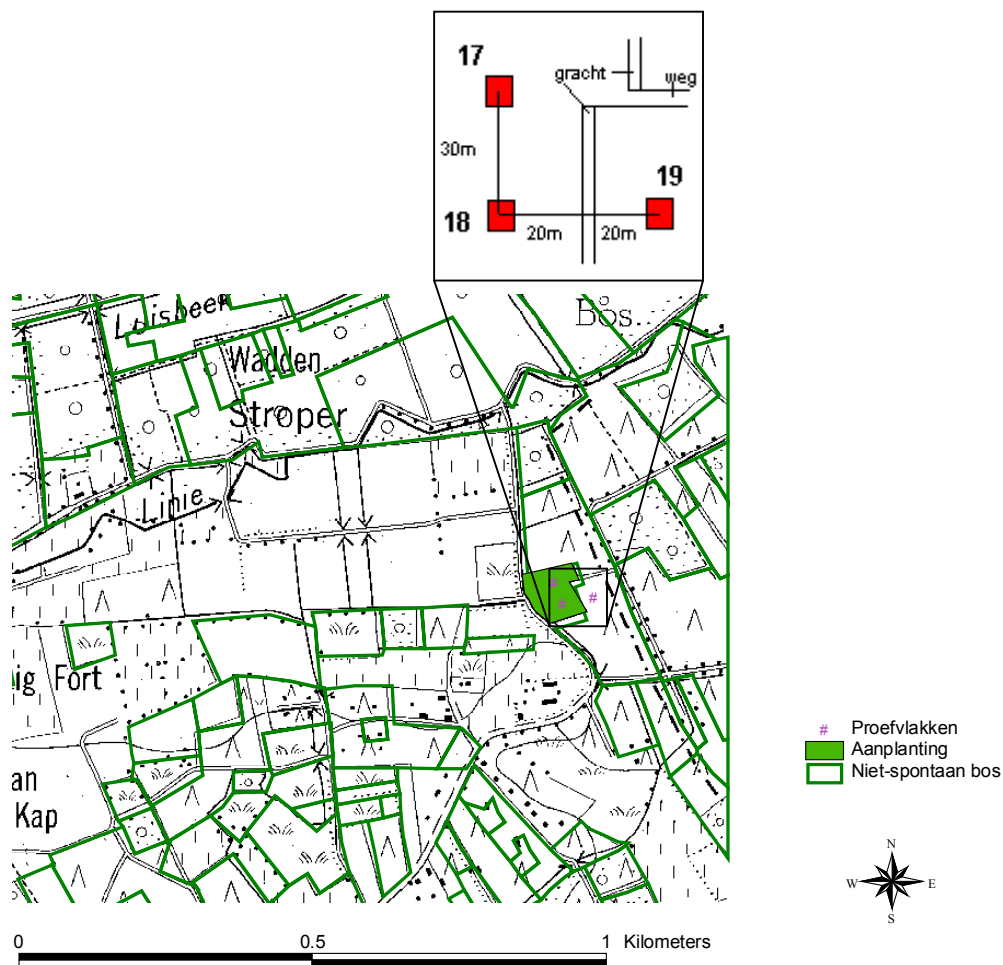 17
gracht
weg
30m
19
18
20m
20m
Bos.
Leisbeek
Wadden
Stroper
Linie
ig Fort
an
Kap
# Proefvlakken
Aanplanting
Niet-spontaan bos
N
W E
S
0 0.5 1 Kilometers